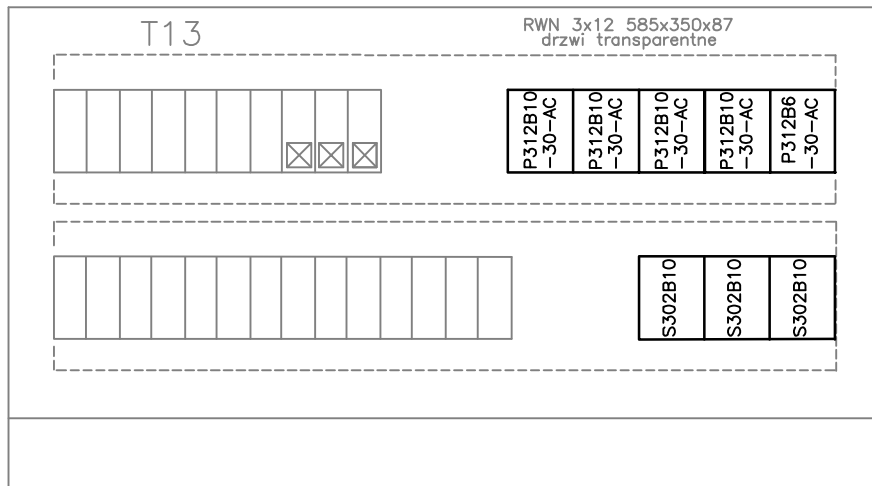 T13
RWN 3x12 585x350x87
drzwi transparentne
P312B10
-30-AC
P312B10
-30-AC
P312B10
-30-AC
P312B10
-30-AC
P312B6
-30-AC
S302B10
S302B10
S302B10